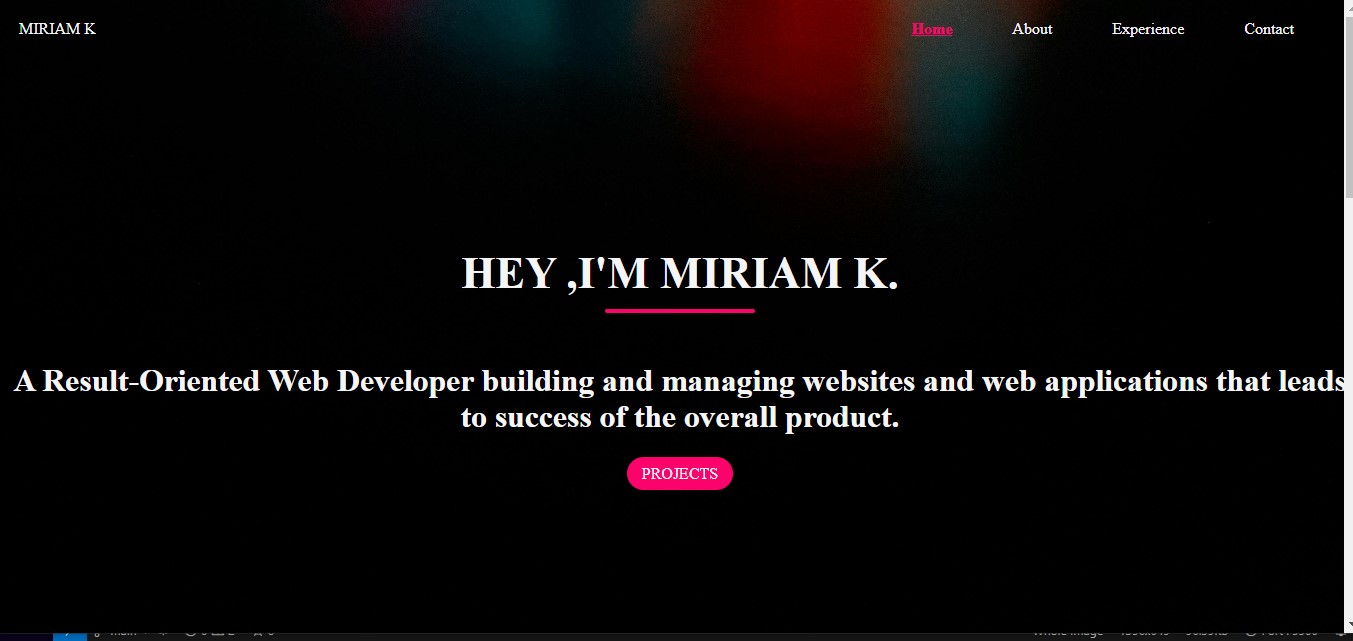 MIRIAM K
Home About Experience Contact
HEY ,I'M MIRIAM K.
A Result-Oriented Web Developer building and managing websites and web applications that leads
to success of the overall product.
PROJECTS